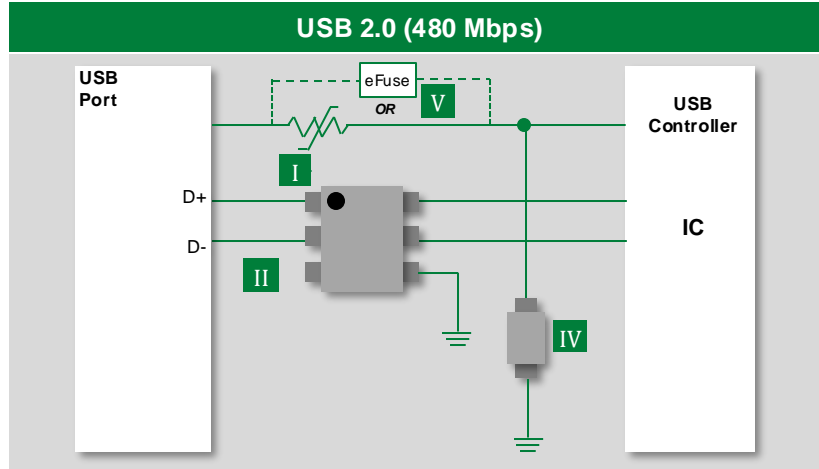 USB 2.0 (480 Mbps)
USB
Port
eFuse
OR
V
USB
Controller
I
D+
D-
IC
II
IV